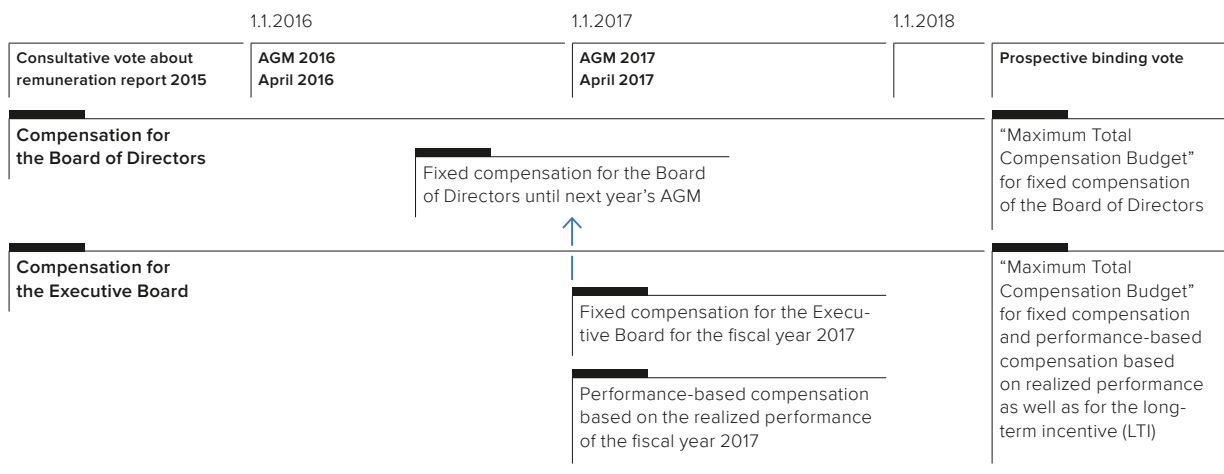 1.1.2016
1.1.2017
1.1.2018
Consultative vote about
remuneration report 2015
AGM 2016
April 2016
AGM 2017
April 2017
Prospective binding vote
Compensation for
the Board of Directors
Fixed compensation for the Board
of Directors until next year’s AGM
“Maximum Total
Compensation Budget”
for fixed compensation
of the Board of Directors
Compensation for
the Executive Board
Fixed compensation for the Execu-
tive Board for the fiscal year 2017
Performance-based compensation
based on the realized performance
of the fiscal year 2017
“Maximum Total
Compensation Budget”
for fixed compensation
and performance-based
compensation based
on realized performance
as well as for the long-
term incentive (LTI)